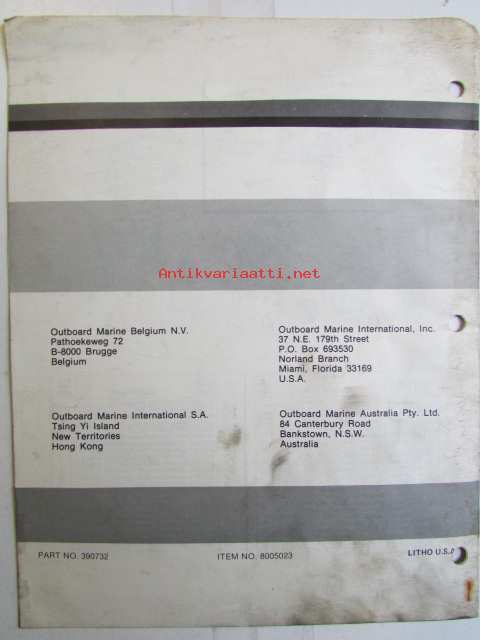 Antikvariaatti.net
Outboard Marine Belgium N.V.
Pathoekeweg 72
B-8000 Brugge
Belgium
Outboard Marine International, Inc.
37 N.E. 179th Street
P.O. Box 693530
Norland Branch
Miami, Florida 33169
U.S.A.
Outboard Marine International S.A.
Tsing Yi Island
New Territories
Hong Kong
Outboard Marine Australia Pty. Ltd.
84 Canterbury Road
Bankstown, N.S.W.
Australia
PART NO. 390732
ITEM NO. 8005023
LITHO U.S.A